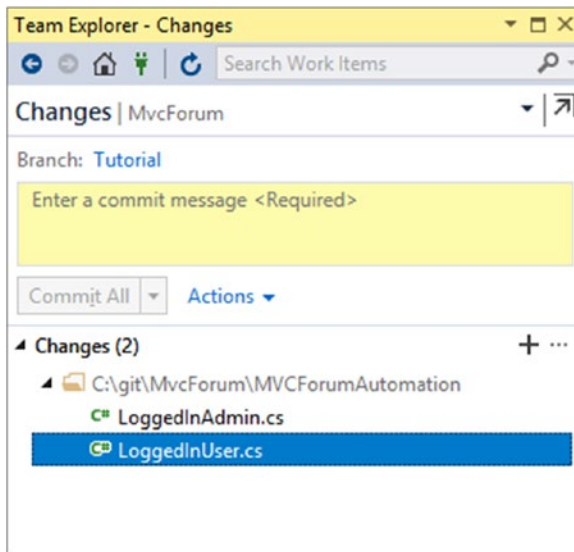 Team Explorer - Changes
Search Work Items
Changes | MvcForum
Branch: Tutorial
Enter a commit message <Required>
Commit All Actions
Changes (2)
C:\git\MvcForum\MVCForumAutomation
C# LoggedInAdmin.cs
C# LoggedInUser.cs